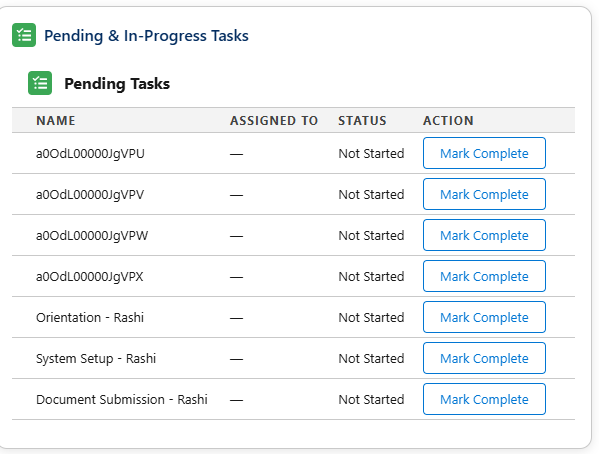 Pending & In-Progress Tasks
Pending Tasks
NAME ASSIGNED TO STATUS ACTION
a0OdL00000JgVPU — Not Started Mark Complete
a0OdL00000JgVPV — Not Started Mark Complete
a0OdL00000JgVPW — Not Started Mark Complete
a0OdL00000JgVPX — Not Started Mark Complete
Orientation - Rashi — Not Started Mark Complete
System Setup - Rashi — Not Started Mark Complete
Document Submission - Rashi — Not Started Mark Complete